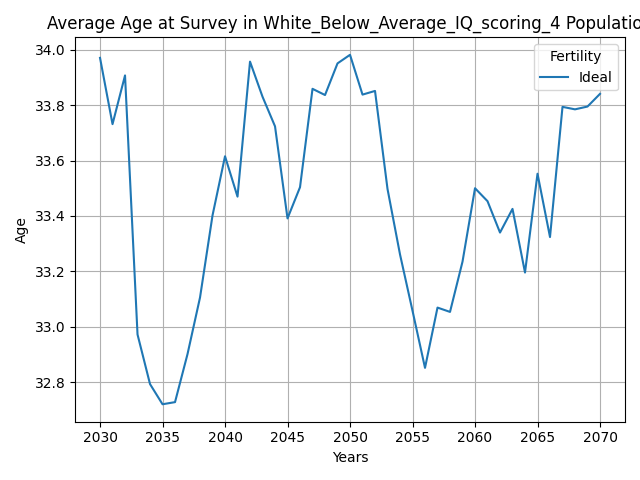 Average Age at Survey in White_Below_Average_IQ_scoring_4 Populatio
Fertility
Ideal
34.0
33.8
33.6
33.4
33.2
33.0
32.8
Age
2030 2035 2040 2045 2050 2055 2060 2065 2070
Years